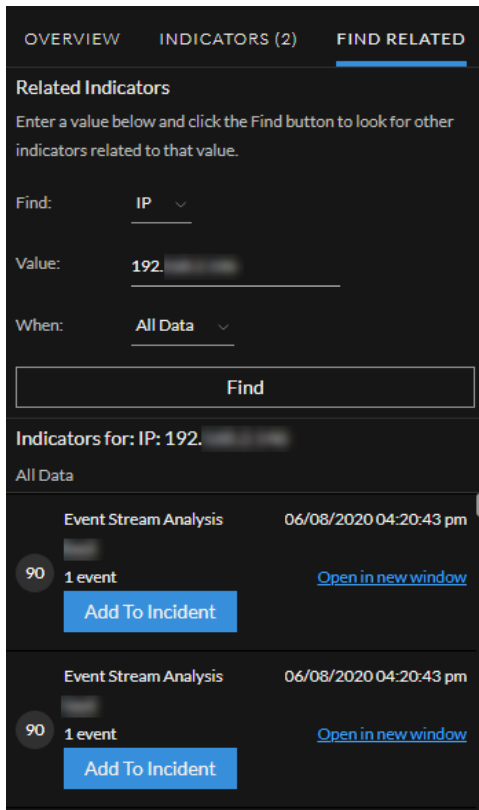 OVERVIEW INDICATORS (2) FIND RELATED
Related Indicators
Enter a value below and click the Find button to look for other
indicators related to that value.
Find: IP
Value: 192.
When: All Data
Find
Indicators for: IP: 192.
All Data
Event Stream Analysis 06/08/2020 04:20:43 pm
90 1 event Open in new window
Add To Incident
Event Stream Analysis 06/08/2020 04:20:43 pm
90 1 event Open in new window
Add To Incident